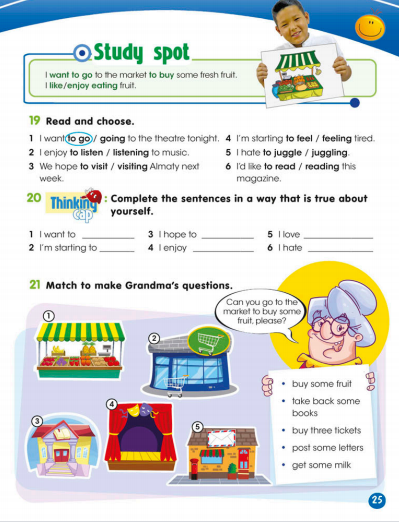 Study spot
I want to go to the market to buy some fresh fruit.
I like/enjoy eating fruit.
19 Read and choose.
1 I want to go / going to the theatre tonight.
2 I enjoy to listen / listening to music.
3 We hope to visit / visiting Almaty next
week.
4 I'm starting to feel / feeling tired.
5 I hate to juggle / juggling.
6 I'd like to read / reading this
magazine.
20 Thinking cap : Complete the sentences in a way that is true about
yourself.
1 I want to ________
2 I'm starting to ________
3 I hope to ________
4 I enjoy ________
5 I love ________
6 I hate ________
21 Match to make Grandma's questions.
Can you go to the
market to buy some
fruit, please?
1
2
3
4
5
• buy some fruit
• take back some
books
• buy three tickets
• post some letters
• get some milk
25